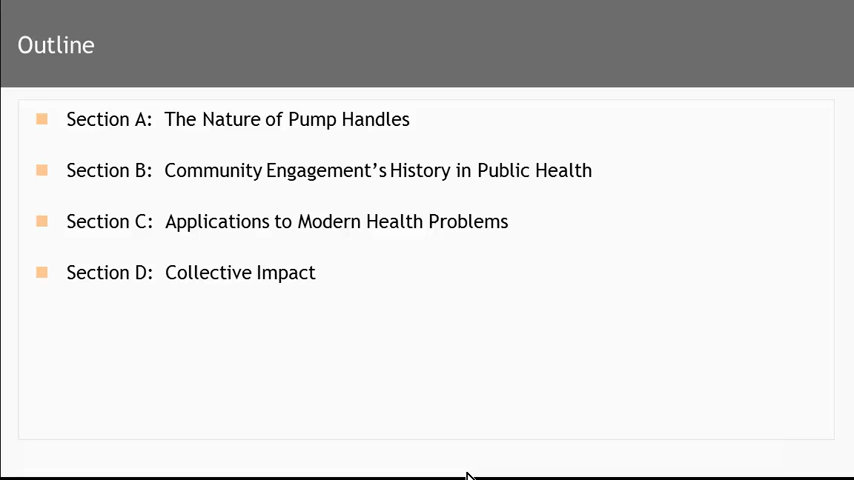 Outline
Section A: The Nature of Pump Handles
Section B: Community Engagement’s History in Public Health
Section C: Applications to Modern Health Problems
Section D: Collective Impact